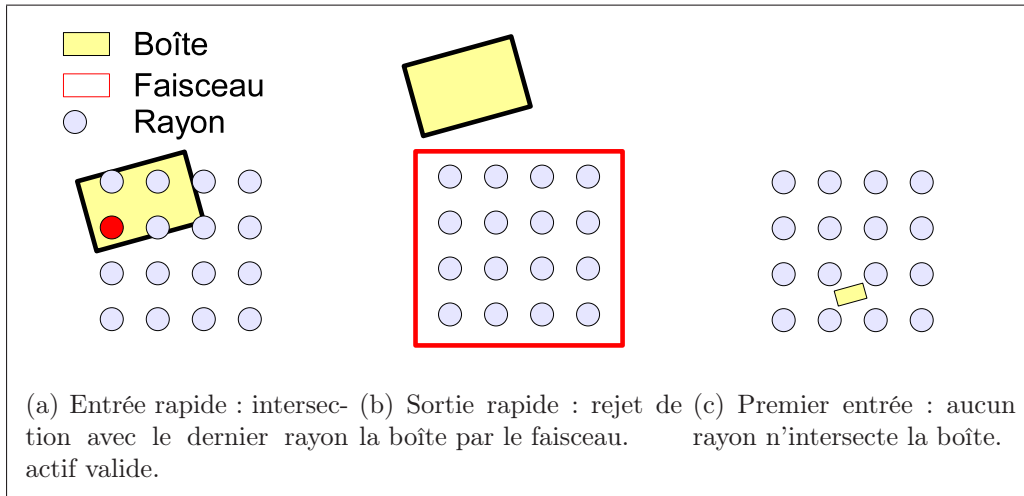 Boîte
Faisceau
Rayon
(a) Entrée rapide : intersec-
tion avec le dernier rayon
actif valide.
(b) Sortie rapide : rejet de
la boîte par le faisceau.
(c) Premier entrée : aucun
rayon n'intersecte la boîte.